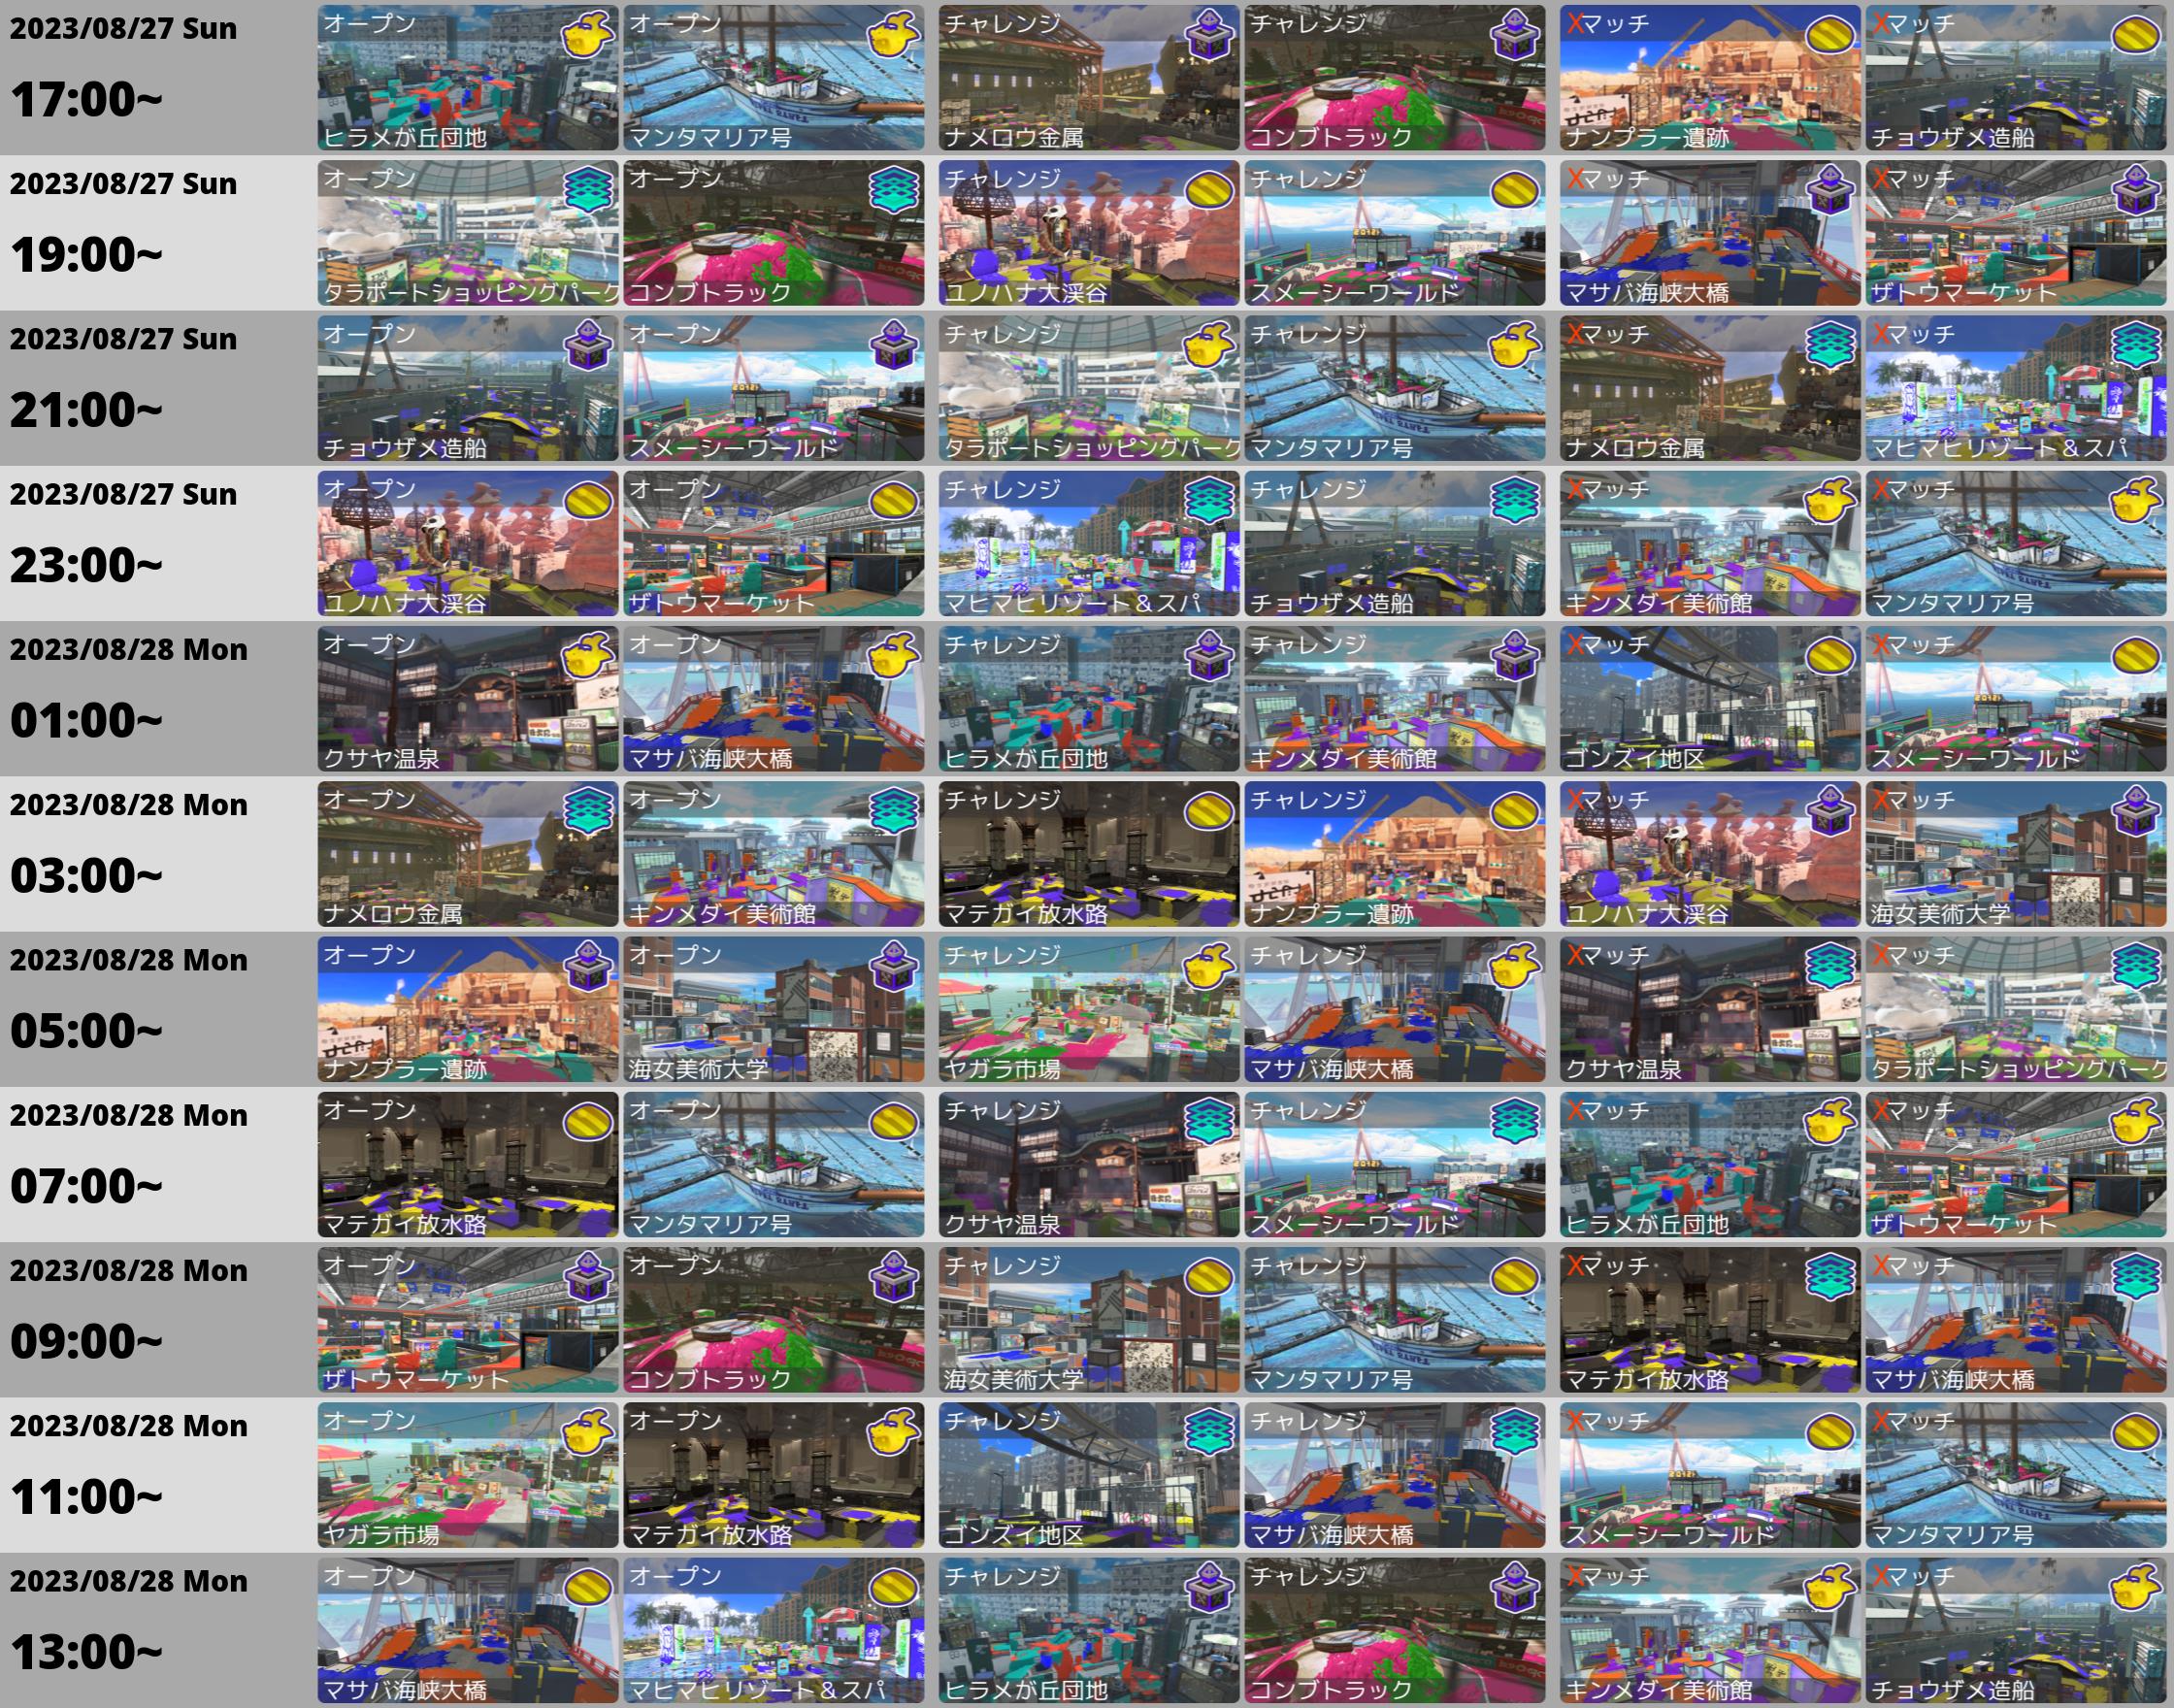 2023/08/27 Sun
17:00~
オープン
ヒラメが丘団地
オープン
マンタマリア号
チャレンジ
ナメロウ金属
チャレンジ
コンブトラック
Xマッチ
ナンプラー遺跡
Xマッチ
チョウザメ造船
2023/08/27 Sun
19:00~
オープン
タラポートショッピングパーク
オープン
コンブトラック
チャレンジ
ユノハナ大渓谷
チャレンジ
スメーシーワールド
Xマッチ
マサバ海峡大橋
Xマッチ
ザトウマーケット
2023/08/27 Sun
21:00~
オープン
チョウザメ造船
オープン
スメーシーワールド
チャレンジ
タラポートショッピングパーク
チャレンジ
マンタマリア号
Xマッチ
ナメロウ金属
Xマッチ
マヒマヒリゾート＆スパ
2023/08/27 Sun
23:00~
オープン
ユノハナ大渓谷
オープン
ザトウマーケット
チャレンジ
マヒマヒリゾート＆スパ
チャレンジ
チョウザメ造船
Xマッチ
キンメダイ美術館
Xマッチ
マンタマリア号
2023/08/28 Mon
01:00~
オープン
クサヤ温泉
オープン
マサバ海峡大橋
チャレンジ
ヒラメが丘団地
チャレンジ
キンメダイ美術館
Xマッチ
ゴンズイ地区
Xマッチ
スメーシーワールド
2023/08/28 Mon
03:00~
オープン
ナメロウ金属
オープン
キンメダイ美術館
チャレンジ
マテガイ放水路
チャレンジ
ナンプラー遺跡
Xマッチ
ユノハナ大渓谷
Xマッチ
海女美術大学
2023/08/28 Mon
05:00~
オープン
ナンプラー遺跡
オープン
海女美術大学
チャレンジ
ヤガラ市場
チャレンジ
マサバ海峡大橋
Xマッチ
クサヤ温泉
Xマッチ
タラポートショッピングパーク
2023/08/28 Mon
07:00~
オープン
マテガイ放水路
オープン
マンタマリア号
チャレンジ
クサヤ温泉
チャレンジ
スメーシーワールド
Xマッチ
ヒラメが丘団地
Xマッチ
ザトウマーケット
2023/08/28 Mon
09:00~
オープン
ザトウマーケット
オープン
コンブトラック
チャレンジ
海女美術大学
チャレンジ
マンタマリア号
Xマッチ
マテガイ放水路
Xマッチ
マサバ海峡大橋
2023/08/28 Mon
11:00~
オープン
ヤガラ市場
オープン
マテガイ放水路
チャレンジ
ゴンズイ地区
チャレンジ
マサバ海峡大橋
Xマッチ
スメーシーワールド
Xマッチ
マンタマリア号
2023/08/28 Mon
13:00~
オープン
マサバ海峡大橋
オープン
マヒマヒリゾート＆スパ
チャレンジ
ヒラメが丘団地
チャレンジ
コンブトラック
Xマッチ
キンメダイ美術館
Xマッチ
チョウザメ造船